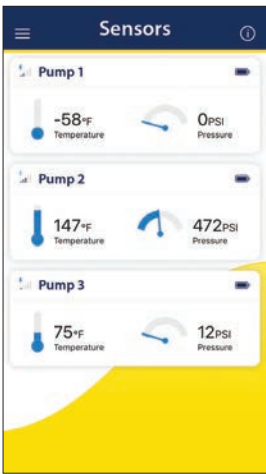 Sensors
Pump 1
-58°F
Temperature
0PSI
Pressure
Pump 2
147°F
Temperature
472PSI
Pressure
Pump 3
75°F
Temperature
12PSI
Pressure